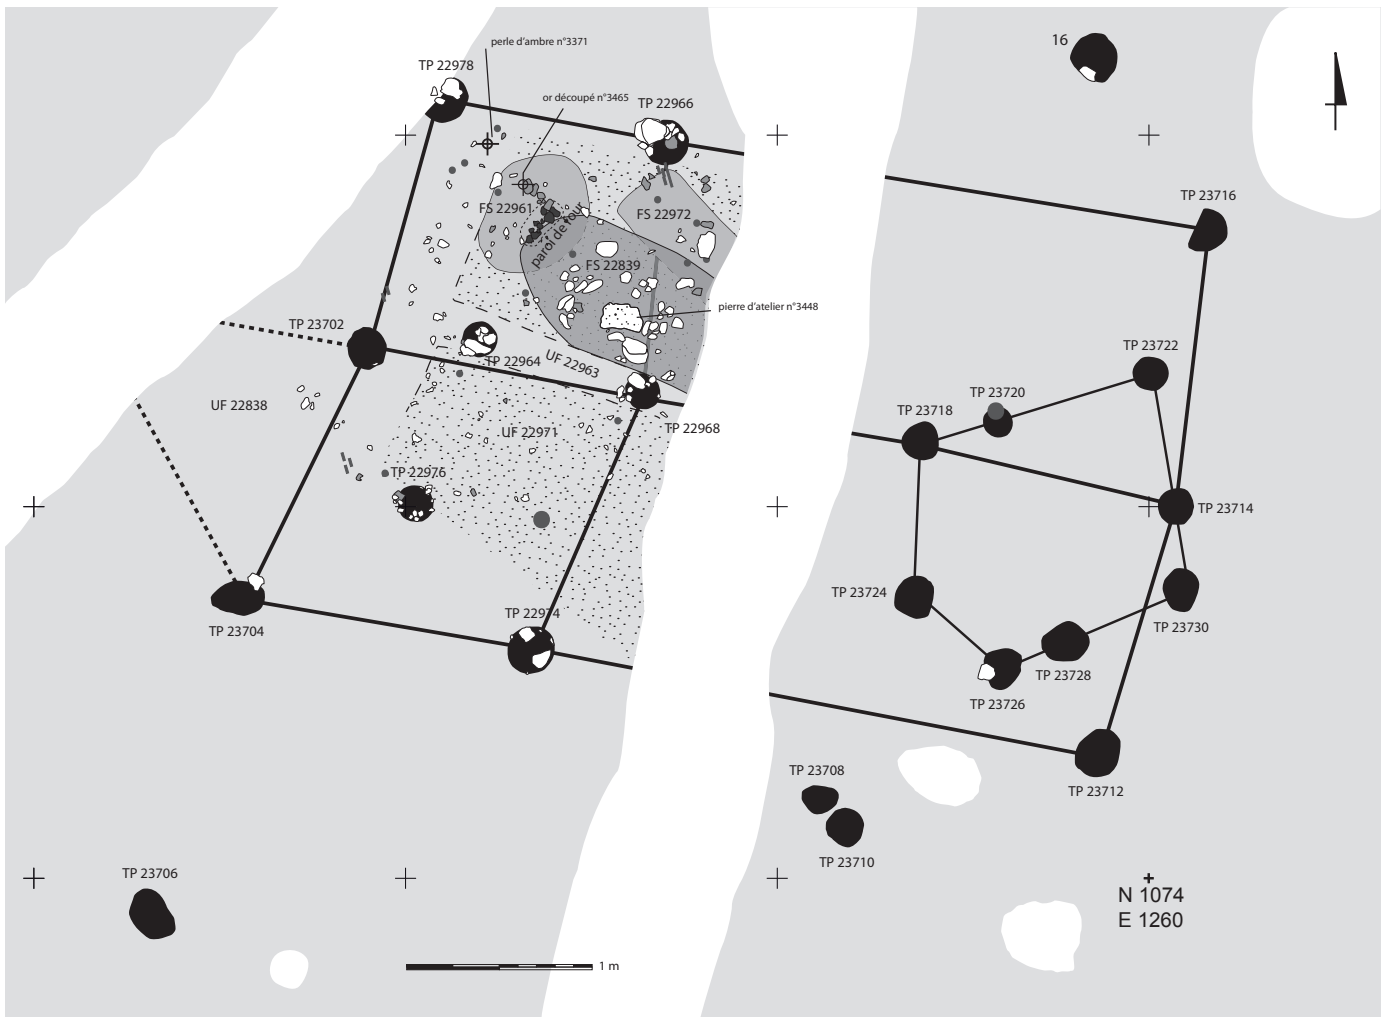 perle d'ambre n°3371
16
TP 22978
or découpé n°3465
TP 22966
TP 23716
FS 22961
FS 22972
paroi de four
FS 22839
pierre d'atelier n°3448
TP 23702
TP 23722
TP 22964
UF 22963
TP 23720
UF 22838
TP 23718
UF 22971
TP 22968
TP 22976
TP 23714
TP 23724
TP 22974
TP 23704
TP 23730
TP 23728
TP 23726
TP 23708
TP 23712
TP 23710
TP 23706
N 1074
E 1260
1 m